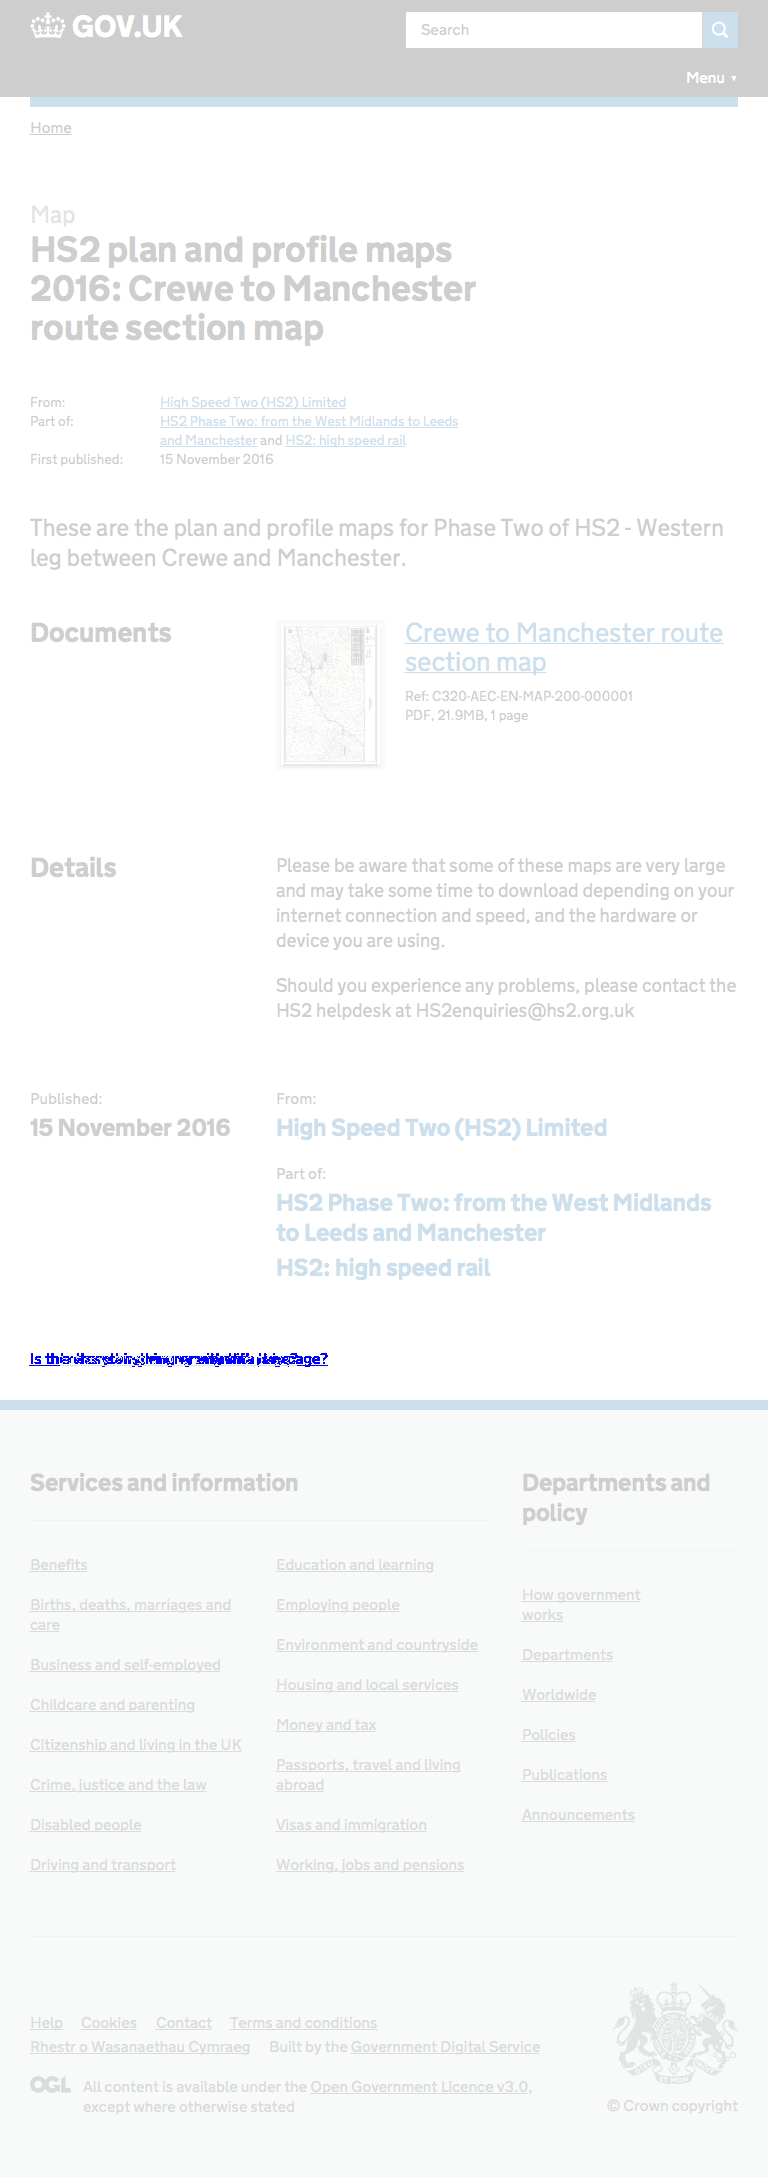 GOV.UK
Search
Menu ▼
Home
Map
HS2 plan and profile maps
2016: Crewe to Manchester
route section map
From: High Speed Two (HS2) Limited
Part of: HS2 Phase Two: from the West Midlands to Leeds
and Manchester and HS2: high speed rail
First published: 15 November 2016
These are the plan and profile maps for Phase Two of HS2 - Western
leg between Crewe and Manchester.
Documents
Crewe to Manchester route
section map
Ref: C320-AEC-EN-MAP-200-000001
PDF, 21.9MB, 1 page
Details
Please be aware that some of these maps are very large
and may take some time to download depending on your
internet connection and speed, and the hardware or
device you are using.
Should you experience any problems, please contact the
HS2 helpdesk at HS2enquiries@hs2.org.uk
Published:
15 November 2016
From:
High Speed Two (HS2) Limited
Part of:
HS2 Phase Two: from the West Midlands
to Leeds and Manchester
HS2: high speed rail
Is page?
Services and information
Benefits
Births, deaths, marriages and
care
Business and self-employed
Childcare and parenting
Citizenship and living in the UK
Crime, justice and the law
Disabled people
Driving and transport
Education and learning
Employing people
Environment and countryside
Housing and local services
Money and tax
Passports, travel and living
abroad
Visas and immigration
Working, jobs and pensions
Departments and
policy
How government
works
Departments
Worldwide
Policies
Publications
Announcements
Help Cookies Contact Terms and conditions
Rhestr o Wasanaethau Cymraeg Built by the Government Digital Service
OGL All content is available under the Open Government Licence v3.0,
except where otherwise stated
© Crown copyright